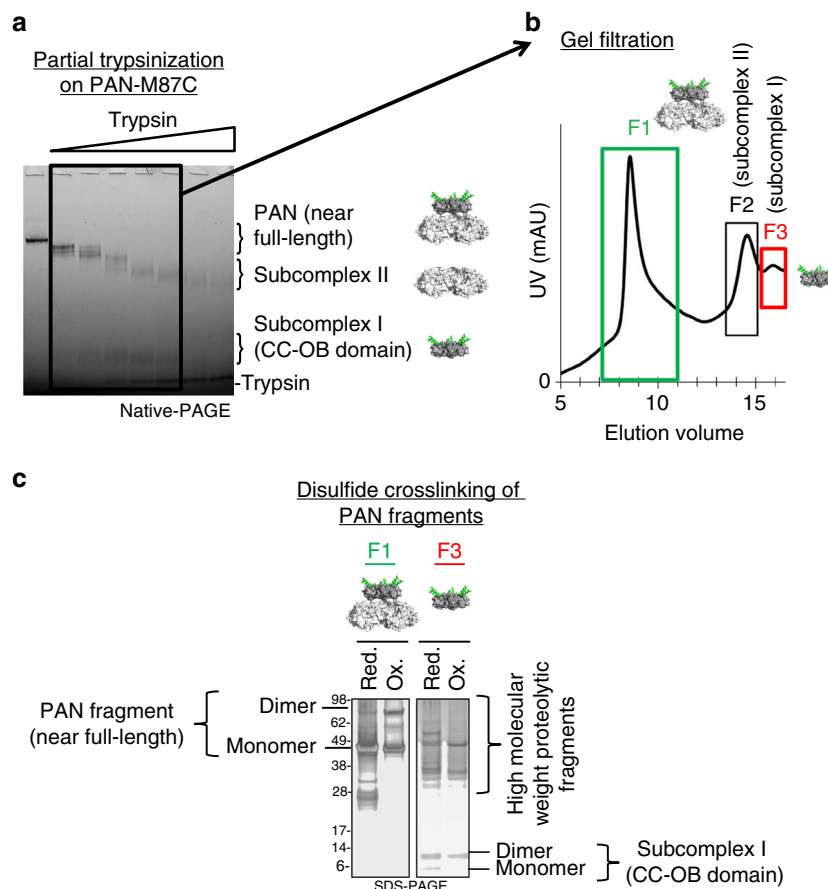 a
Partial trypsinization
on PAN-M87C
Trypsin
PAN (near
full-length)
Subcomplex II
Subcomplex I
(CC-OB domain)
-Trypsin
Native-PAGE
b
Gel filtration
F1
F2
(subcomplex II)
F3
(subcomplex I)
UV (mAU)
0
5
10
15
Elution volume
c
Disulfide crosslinking of
PAN fragments
F1
F3
Red.
Ox.
Red.
Ox.
PAN fragment
(near full-length)
Dimer
Monomer
98-
62-
49-
38-
28-
17-
14-
6-
High molecular
weight proteolytic
fragments
Dimer
Monomer
Subcomplex I
(CC-OB domain)
SDS-PAGE